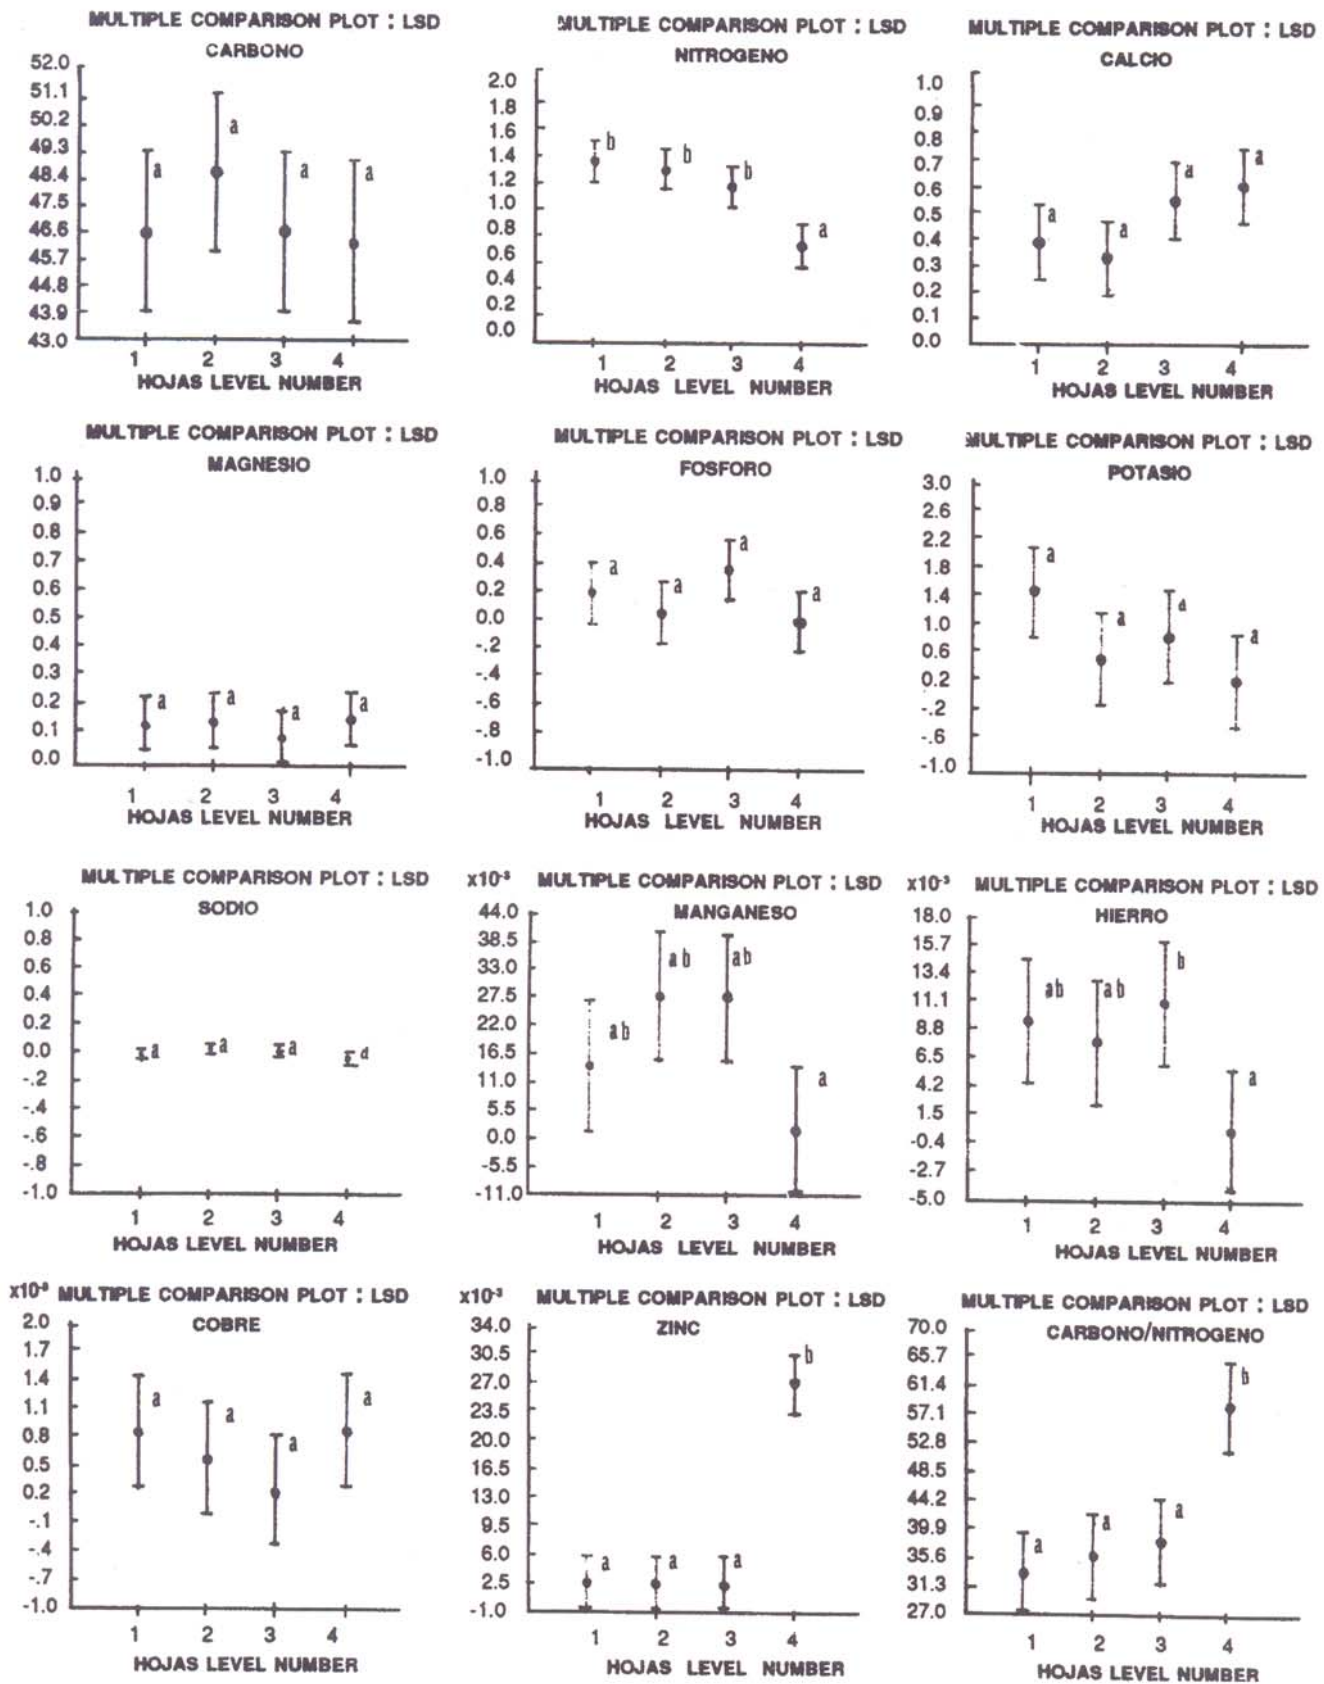 MULTIPLE COMPARISON PLOT : LSD
CARBONO
52.0
51.1
50.2
49.3
48.4
47.5
46.6
45.7
44.8
43.9
43.0
a
a
a
a
1 2 3 4
HOJAS LEVEL NUMBER
MULTIPLE COMPARISON PLOT : LSD
NITROGENO
2.0
1.8
1.6
1.4
1.2
1.0
0.8
0.6
0.4
0.2
0.0
b
b
b
a
1 2 3 4
HOJAS LEVEL NUMBER
MULTIPLE COMPARISON PLOT : LSD
CALCIO
1.0
0.9
0.8
0.7
0.6
0.5
0.4
0.3
0.2
0.1
0.0
a
a
a
a
1 2 3 4
HOJAS LEVEL NUMBER
MULTIPLE COMPARISON PLOT : LSD
MAGNESIO
1.0
0.9
0.8
0.7
0.6
0.5
0.4
0.3
0.2
0.1
0.0
a
a
a
a
1 2 3 4
HOJAS LEVEL NUMBER
MULTIPLE COMPARISON PLOT : LSD
FOSFORO
1.0
0.8
0.6
0.4
0.2
0.0
-.2
-.4
-.6
-.8
-1.0
a
a
a
a
1 2 3 4
HOJAS LEVEL NUMBER
MULTIPLE COMPARISON PLOT : LSD
POTASIO
3.0
2.6
2.2
1.8
1.4
1.0
0.6
0.2
-.2
-.6
-1.0
a
a
a
a
1 2 3 4
HOJAS LEVEL NUMBER
MULTIPLE COMPARISON PLOT : LSD
SODIO
1.0
0.8
0.6
0.4
0.2
0.0
-.2
-.4
-.6
-.8
-1.0
a
a
a
a
1 2 3 4
HOJAS LEVEL NUMBER
x10⁻³ MULTIPLE COMPARISON PLOT : LSD
MANGANESO
44.0
38.5
33.0
27.5
22.0
16.5
11.0
5.5
0.0
-5.5
-11.0
ab
ab
ab
a
1 2 3 4
HOJAS LEVEL NUMBER
x10⁻³ MULTIPLE COMPARISON PLOT : LSD
HIERRO
18.0
15.7
13.4
11.1
8.8
6.5
4.2
1.5
-0.4
-2.7
-5.0
ab
ab
b
a
1 2 3 4
HOJAS LEVEL NUMBER
x10⁻³ MULTIPLE COMPARISON PLOT : LSD
COBRE
2.0
1.7
1.4
1.1
0.8
0.5
0.2
-.1
-.4
-.7
-1.0
a
a
a
a
1 2 3 4
HOJAS LEVEL NUMBER
x10⁻³ MULTIPLE COMPARISON PLOT : LSD
ZINC
34.0
30.5
27.0
23.5
20.0
16.5
13.0
9.5
6.0
2.5
-1.0
a
a
a
b
1 2 3 4
HOJAS LEVEL NUMBER
MULTIPLE COMPARISON PLOT : LSD
CARBONO/NITROGENO
70.0
65.7
61.4
57.1
52.8
48.5
44.2
39.9
35.6
31.3
27.0
a
a
a
b
1 2 3 4
HOJAS LEVEL NUMBER